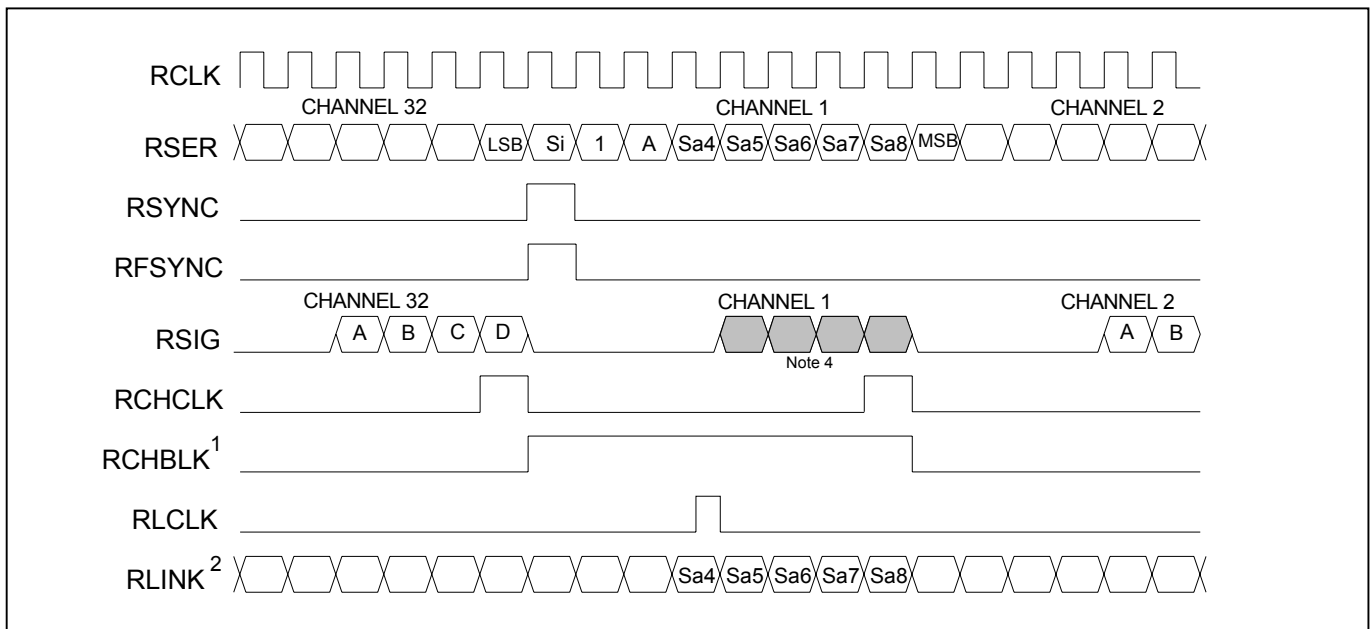 RCLK
CHANNEL 32 CHANNEL 1 CHANNEL 2
RSER LSB Si 1 A Sa4 Sa5 Sa6 Sa7 Sa8 MSB
RSYNC
RFSYNC
CHANNEL 32 CHANNEL 1 CHANNEL 2
RSIG A B C D A B
Note 4
RCHCLK
RCHBLK1
RLCLK
RLINK2 Sa4 Sa5 Sa6 Sa7 Sa8